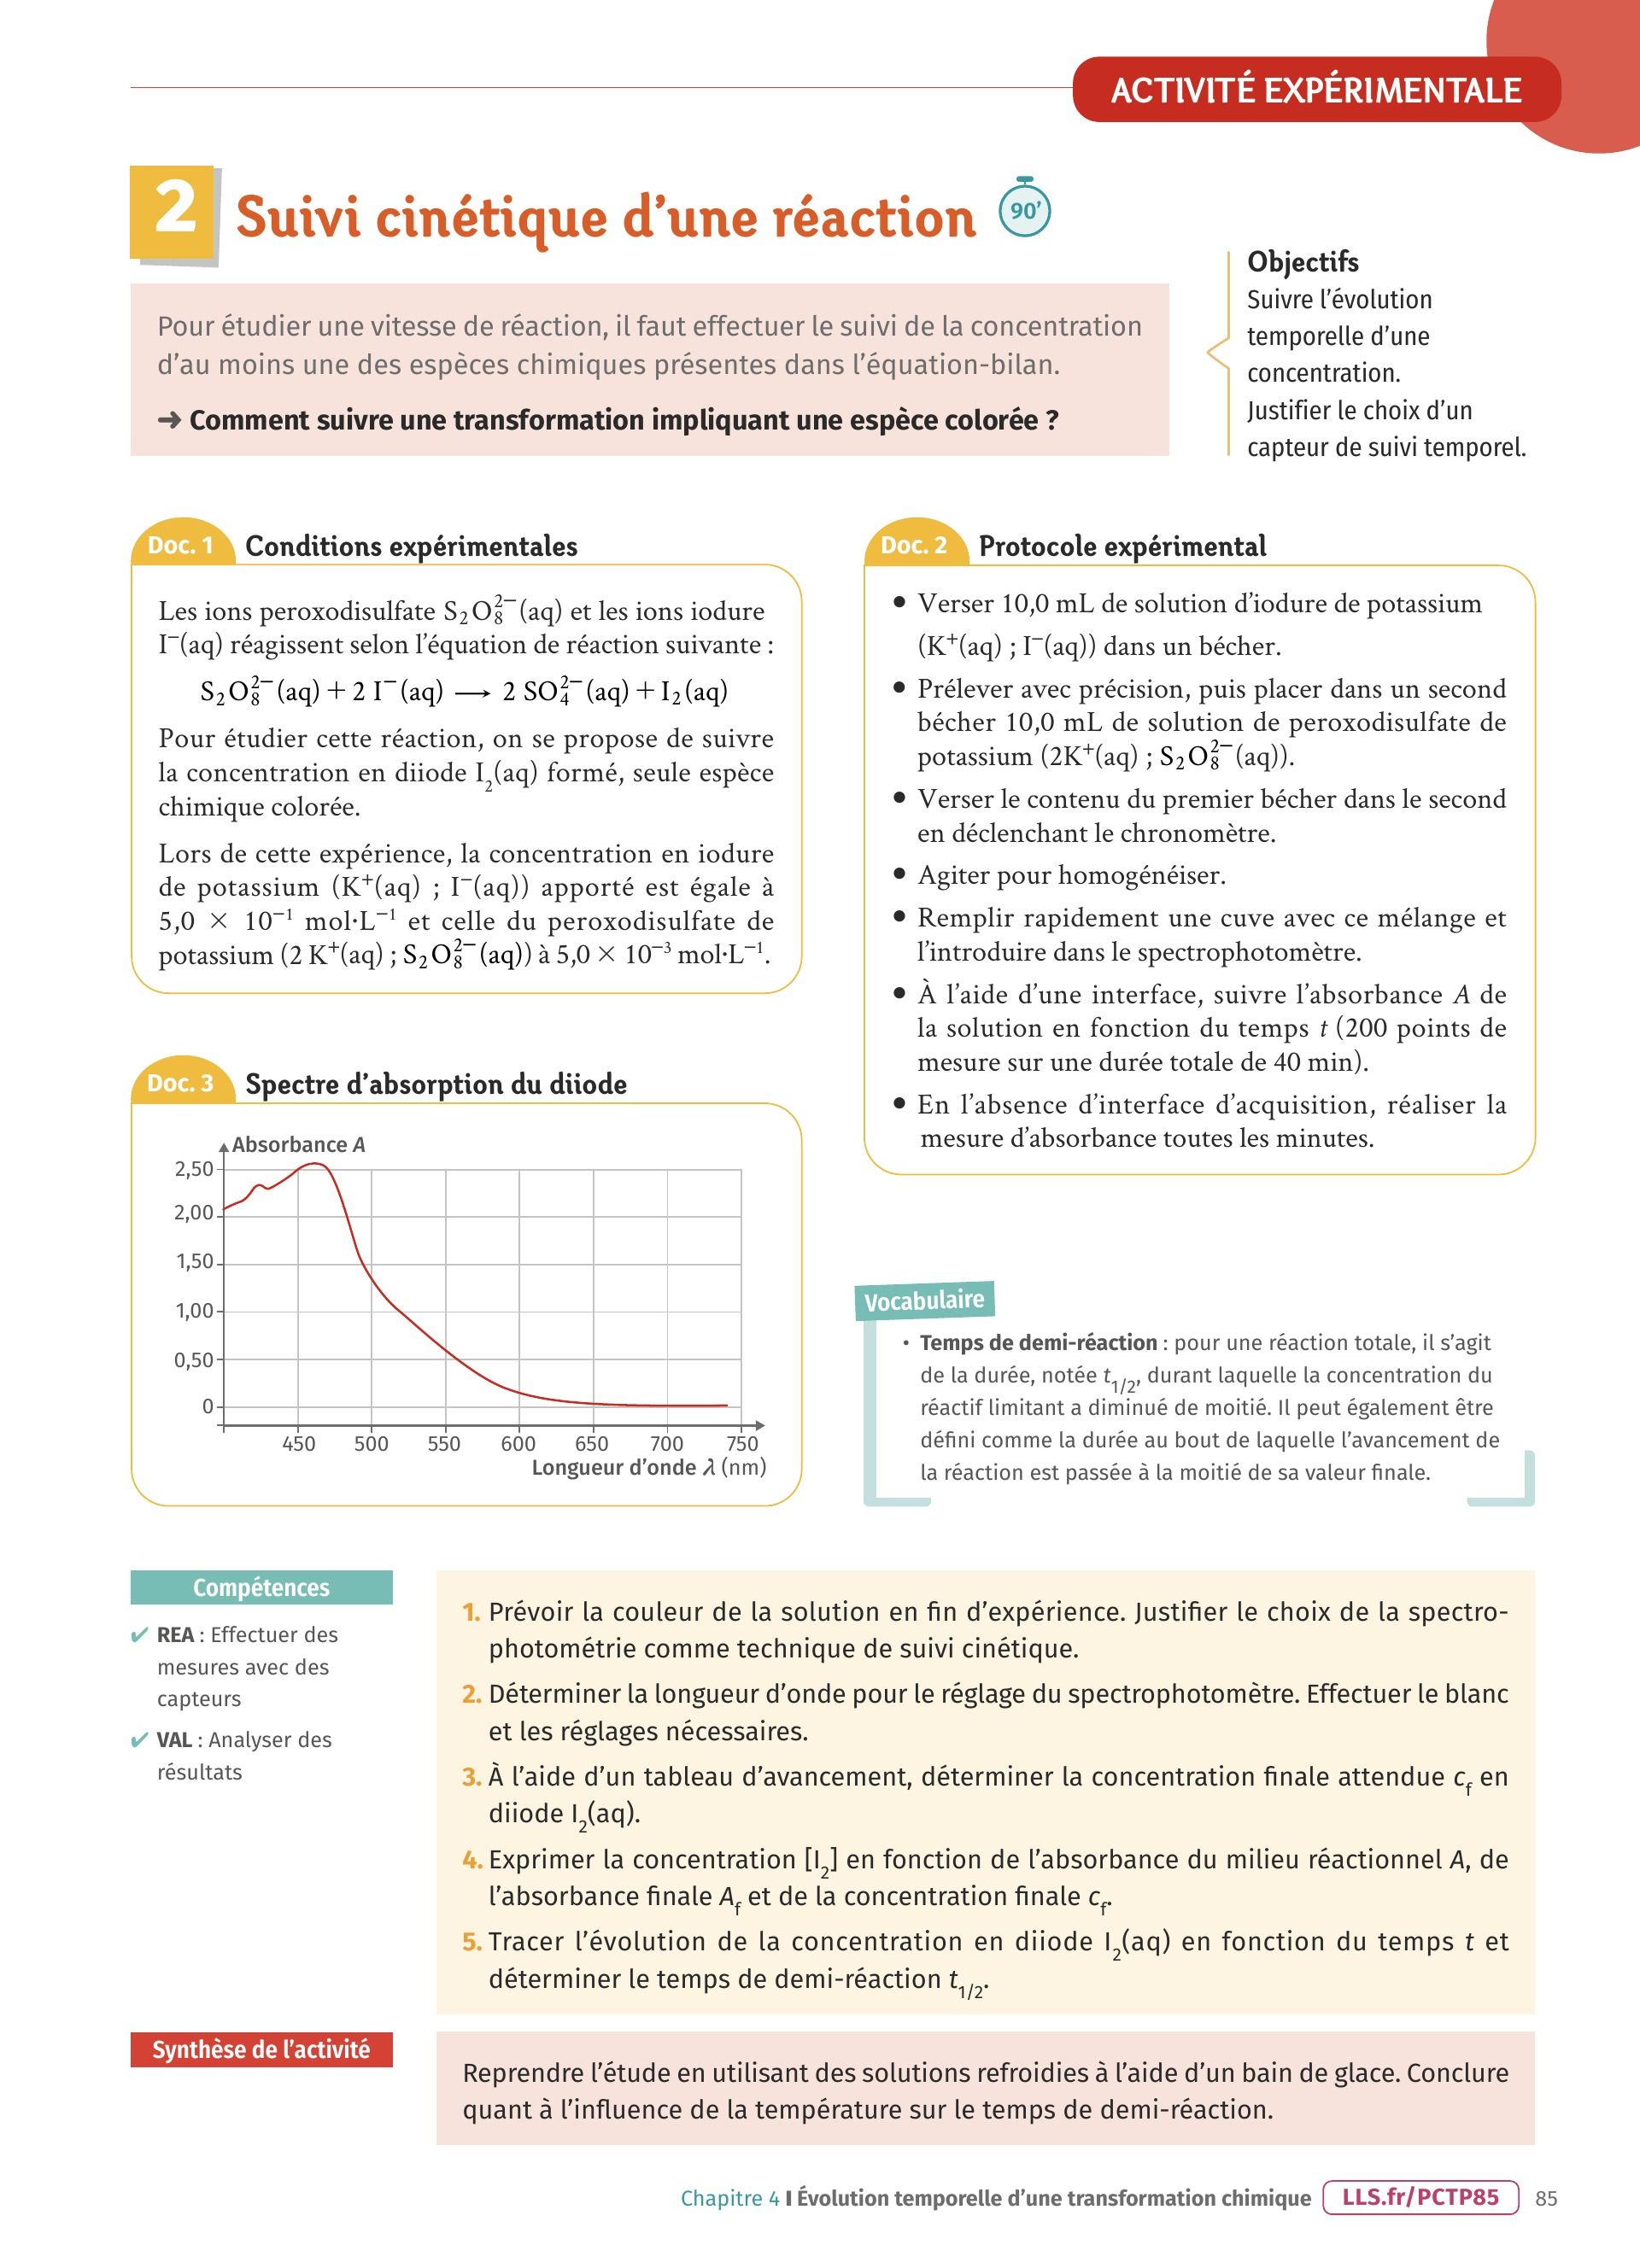 ACTIVITÉ EXPÉRIMENTALE
2 Suivi cinétique d’une réaction 90’
Pour étudier une vitesse de réaction, il faut effectuer le suivi de la concentration
d’au moins une des espèces chimiques présentes dans l’équation-bilan.
➜ Comment suivre une transformation impliquant une espèce colorée ?
Objectifs
Suivre l’évolution
temporelle d’une
concentration.
Justifier le choix d’un
capteur de suivi temporel.
Doc. 1 Conditions expérimentales
Les ions peroxodisulfate S₂O₈²⁻(aq) et les ions iodure
I⁻(aq) réagissent selon l’équation de réaction suivante :
S₂O₈²⁻(aq) + 2 I⁻(aq) ⟶ 2 SO₄²⁻(aq) + I₂(aq)
Pour étudier cette réaction, on se propose de suivre
la concentration en diiode I₂(aq) formé, seule espèce
chimique colorée.
Lors de cette expérience, la concentration en iodure
de potassium (K⁺(aq) ; I⁻(aq)) apporté est égale à
5,0 × 10⁻¹ mol·L⁻¹ et celle du peroxodisulfate de
potassium (2 K⁺(aq) ; S₂O₈²⁻(aq)) à 5,0 × 10⁻³ mol·L⁻¹.
Doc. 2 Protocole expérimental
• Verser 10,0 mL de solution d’iodure de potassium
(K⁺(aq) ; I⁻(aq)) dans un bécher.
• Prélever avec précision, puis placer dans un second
bécher 10,0 mL de solution de peroxodisulfate de
potassium (2K⁺(aq) ; S₂O₈²⁻(aq)).
• Verser le contenu du premier bécher dans le second
en déclenchant le chronomètre.
• Agiter pour homogénéiser.
• Remplir rapidement une cuve avec ce mélange et
l’introduire dans le spectrophotomètre.
• À l’aide d’une interface, suivre l’absorbance A de
la solution en fonction du temps t (200 points de
mesure sur une durée totale de 40 min).
• En l’absence d’interface d’acquisition, réaliser la
mesure d’absorbance toutes les minutes.
Doc. 3 Spectre d’absorption du diiode
Absorbance A
2,50
2,00
1,50
1,00
0,50
0
450 500 550 600 650 700 750
Longueur d’onde λ (nm)
Vocabulaire
• Temps de demi-réaction : pour une réaction totale, il s’agit
de la durée, notée t₁/₂, durant laquelle la concentration du
réactif limitant a diminué de moitié. Il peut également être
défini comme la durée au bout de laquelle l’avancement de
la réaction est passée à la moitié de sa valeur finale.
Compétences
✔ REA : Effectuer des
mesures avec des
capteurs
✔ VAL : Analyser des
résultats
1. Prévoir la couleur de la solution en fin d’expérience. Justifier le choix de la spectro-
photométrie comme technique de suivi cinétique.
2. Déterminer la longueur d’onde pour le réglage du spectrophotomètre. Effectuer le blanc
et les réglages nécessaires.
3. À l’aide d’un tableau d’avancement, déterminer la concentration finale attendue c_f en
diiode I₂(aq).
4. Exprimer la concentration [I₂] en fonction de l’absorbance du milieu réactionnel A, de
l’absorbance finale A_f et de la concentration finale c_f.
5. Tracer l’évolution de la concentration en diiode I₂(aq) en fonction du temps t et
déterminer le temps de demi-réaction t₁/₂.
Synthèse de l’activité
Reprendre l’étude en utilisant des solutions refroidies à l’aide d’un bain de glace. Conclure
quant à l’influence de la température sur le temps de demi-réaction.
Chapitre 4 I Évolution temporelle d’une transformation chimique LLS.fr/PCTP85 85